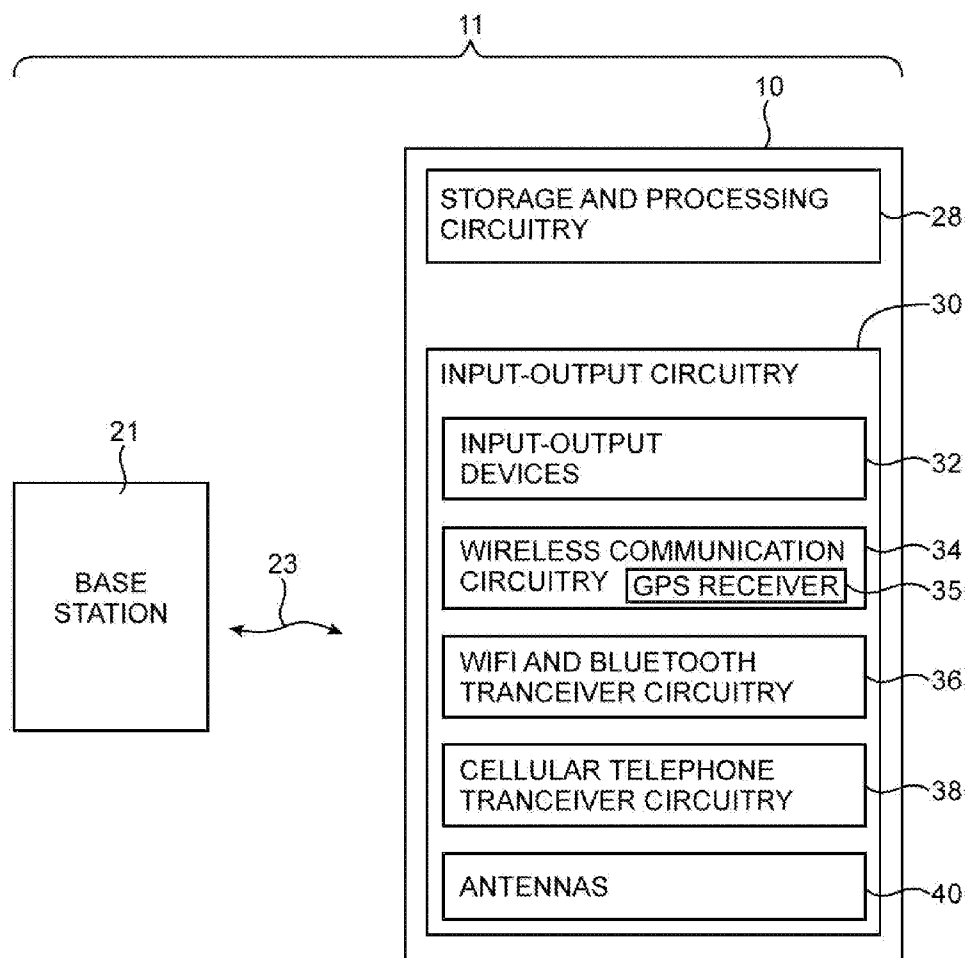 11
10
STORAGE AND PROCESSING
CIRCUITRY
28
30
INPUT-OUTPUT CIRCUITRY
INPUT-OUTPUT
DEVICES
32
21
BASE
STATION
23
WIRELESS COMMUNICATION
CIRCUITRY
34
GPS RECEIVER
35
WIFI AND BLUETOOTH
TRANCEIVER CIRCUITRY
36
CELLULAR TELEPHONE
TRANCEIVER CIRCUITRY
38
ANTENNAS
40